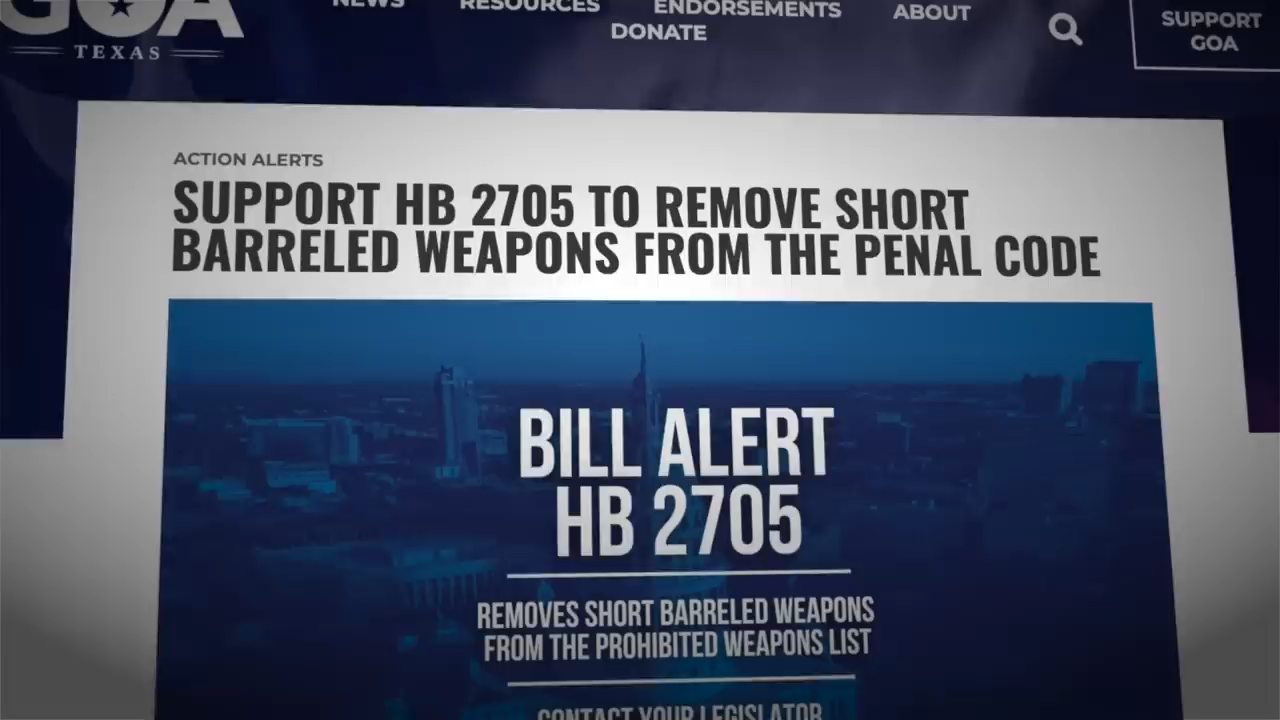 GOA
TEXAS
NEWS
RESOURCES
ENDORSEMENTS
ABOUT
DONATE
SUPPORT
GOA
ACTION ALERTS
SUPPORT HB 2705 TO REMOVE SHORT
BARRELED WEAPONS FROM THE PENAL CODE
BILL ALERT
HB 2705
REMOVES SHORT BARRELED WEAPONS
FROM THE PROHIBITED WEAPONS LIST
CONTACT YOUR LEGISLATOR